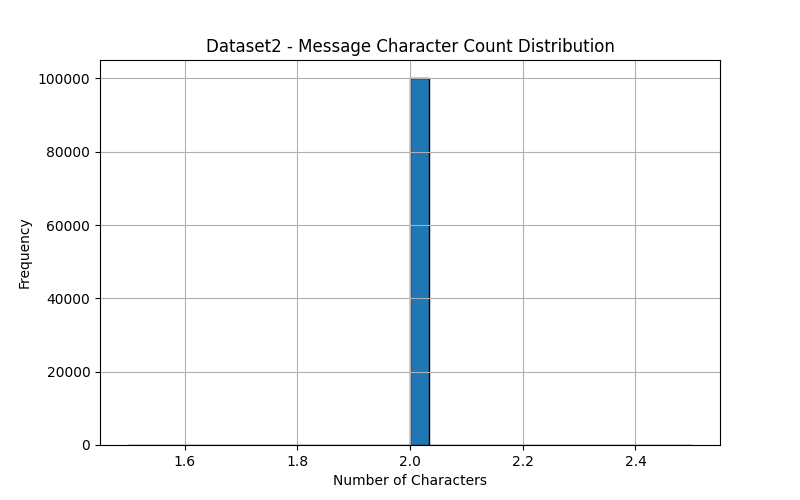 Dataset2 - Message Character Count Distribution
Frequency
100000
80000
60000
40000
20000
0
1.6 1.8 2.0 2.2 2.4
Number of Characters